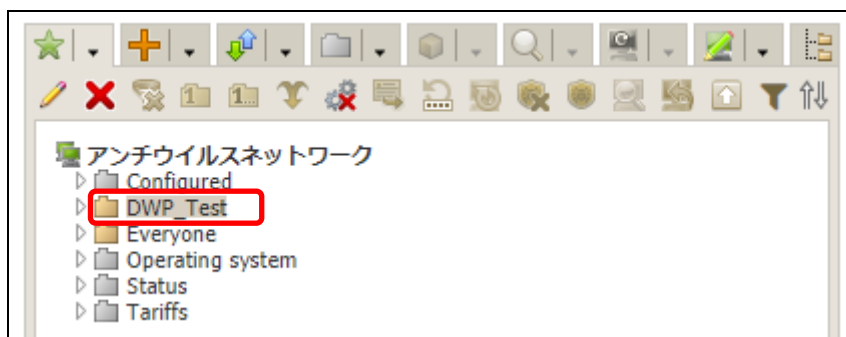 アンチウイルスネットワーク
Configured
DWP_Test
Everyone
Operating system
Status
Tariffs